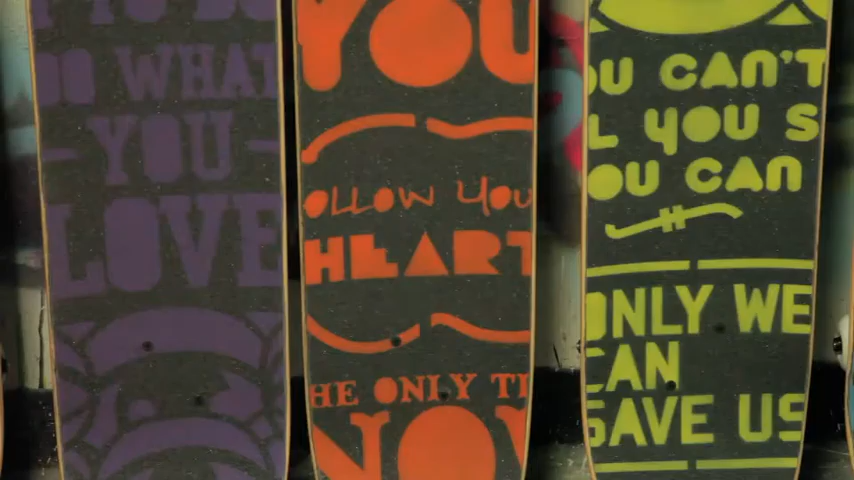 DO WHAT
YOU
LOVE
YOU
OLLOW YOU
HEART
HE ONLY TI
NOW
OU CAN'T
L YOU S
OU CAN
ONLY WE
CAN
SAVE US